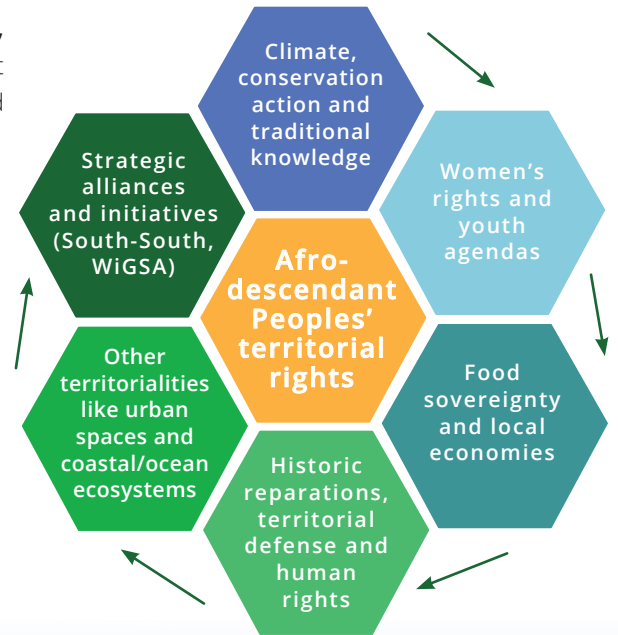 Climate,
conservation
action and
traditional
knowledge
Women's
rights and
youth
agendas
Food
sovereignty
and local
economies
Historic
reparations,
territorial
defense and
human
rights
Other
territorialities
like urban
spaces and
coastal/ocean
ecosystems
Strategic
alliances
and initiatives
(South-South,
WiGSA)
Afro-
descendant
Peoples'
territorial
rights